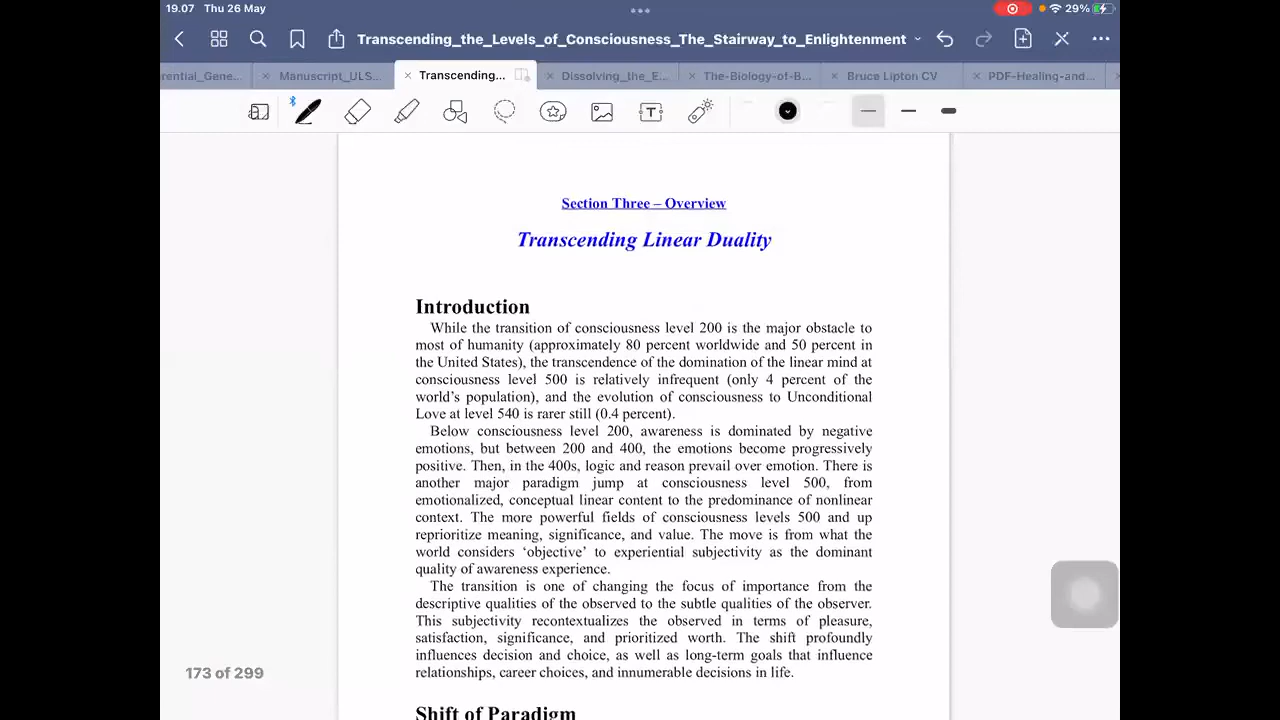 19.07 Thu 26 May
29%
Transcending_the_Levels_of_Consciousness_The_Stairway_to_Enlightenment
rential_Gene...
Manuscript_ULS...
Transcending...
Dissolving_the_E...
The-Biology-of-B...
Bruce Lipton CV
PDF-Healing-and...
Section Three – Overview
Transcending Linear Duality
Introduction
While the transition of consciousness level 200 is the major obstacle to
most of humanity (approximately 80 percent worldwide and 50 percent in
the United States), the transcendence of the domination of the linear mind at
consciousness level 500 is relatively infrequent (only 4 percent of the
world's population), and the evolution of consciousness to Unconditional
Love at level 540 is rarer still (0.4 percent).
Below consciousness level 200, awareness is dominated by negative
emotions, but between 200 and 400, the emotions become progressively
positive. Then, in the 400s, logic and reason prevail over emotion. There is
another major paradigm jump at consciousness level 500, from
emotionalized, conceptual linear content to the predominance of nonlinear
context. The more powerful fields of consciousness levels 500 and up
reprioritize meaning, significance, and value. The move is from what the
world considers ‘objective’ to experiential subjectivity as the dominant
quality of awareness experience.
The transition is one of changing the focus of importance from the
descriptive qualities of the observed to the subtle qualities of the observer.
This subjectivity recontextualizes the observed in terms of pleasure,
satisfaction, significance, and prioritized worth. The shift profoundly
influences decision and choice, as well as long-term goals that influence
relationships, career choices, and innumerable decisions in life.
173 of 299
Shift of Paradigm